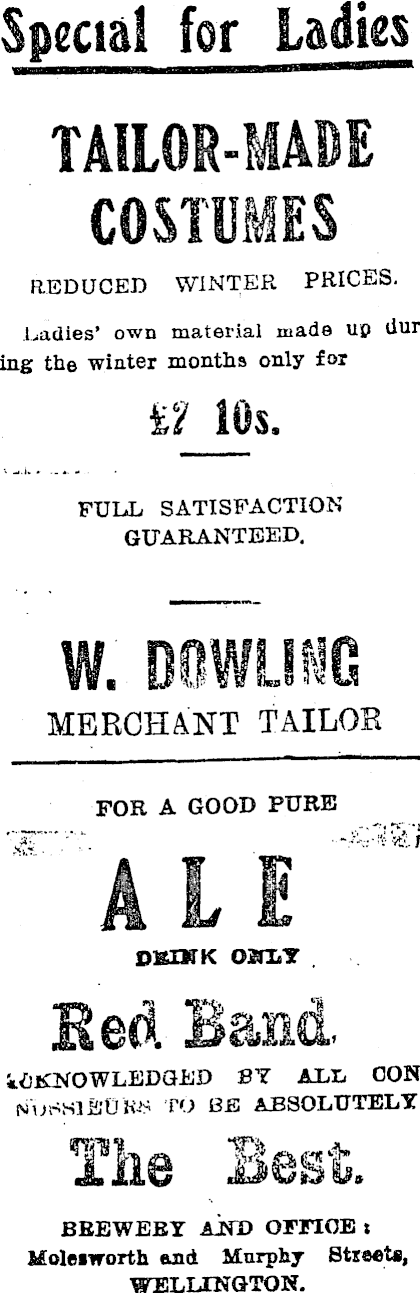 Special for Ladies
TAILOR-MADE
COSTUMES
REDUCED WINTER PRICES.
Ladies' own material made up dur
ing the winter months only for
£? 10s.
FULL SATISFACTION
GUARANTEED.
W. DOWLING
MERCHANT TAILOR
FOR A GOOD PURE
ALE
DRINK ONLY
Red Band.
ACKNOWLEDGED BY ALL CON
NOSSIEURS TO BE ABSOLUTELY
The Best.
BREWERY AND OFFICE:
Molesworth and Murphy Streets,
WELLINGTON.